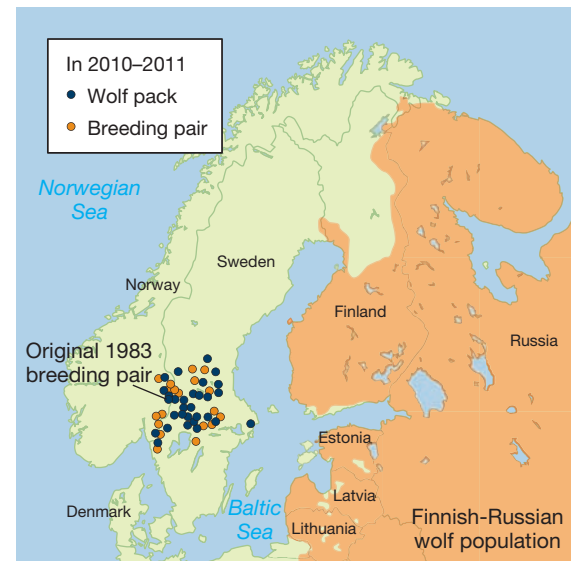 In 2010–2011
Wolf pack
Breeding pair
Norwegian
Sea
Sweden
Norway
Finland
Russia
Original 1983
breeding pair
Estonia
Latvia
Denmark
Baltic
Sea
Lithuania
Finnish-Russian
wolf population